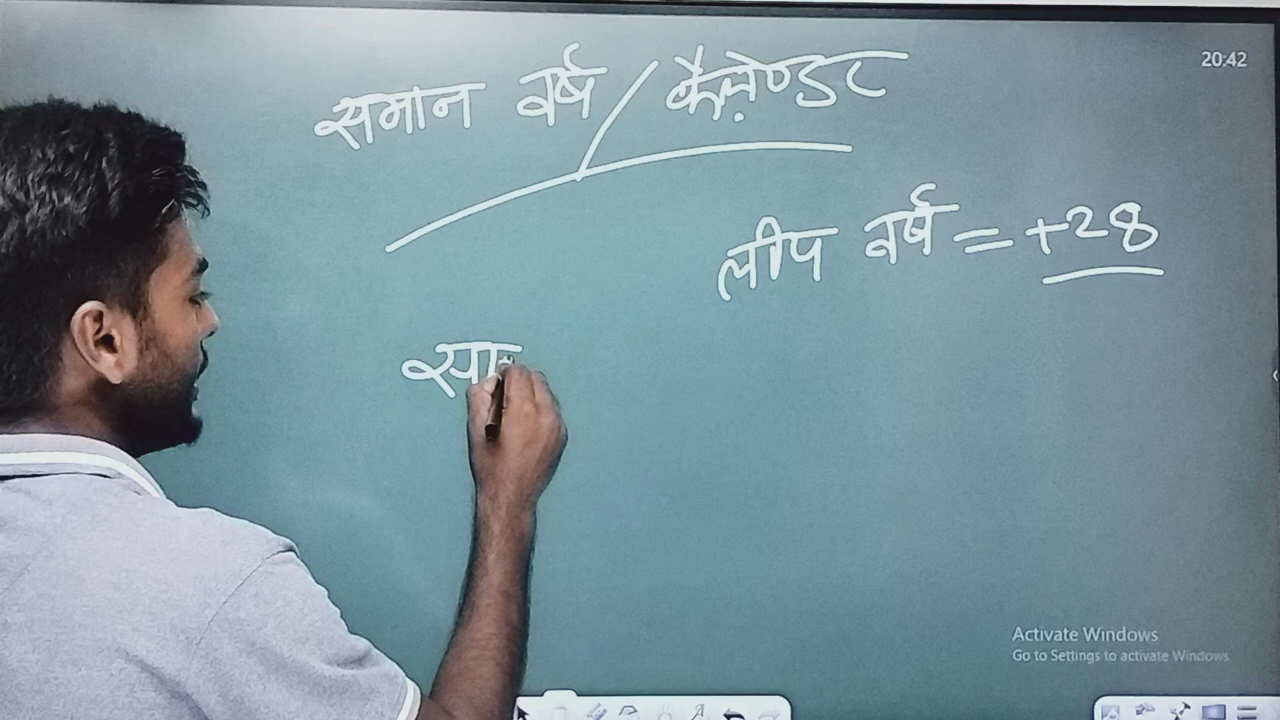 20:42
समान वर्ष / कैलेण्डर
लीप वर्ष = +28
सा
Activate Windows
Go to Settings to activate Windows.